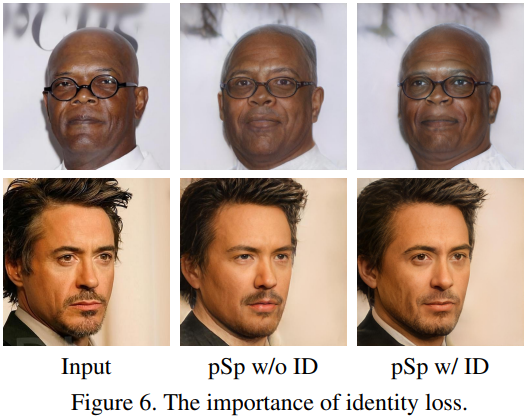 Input
pSp w/o ID
pSp w/ ID
Figure 6. The importance of identity loss.